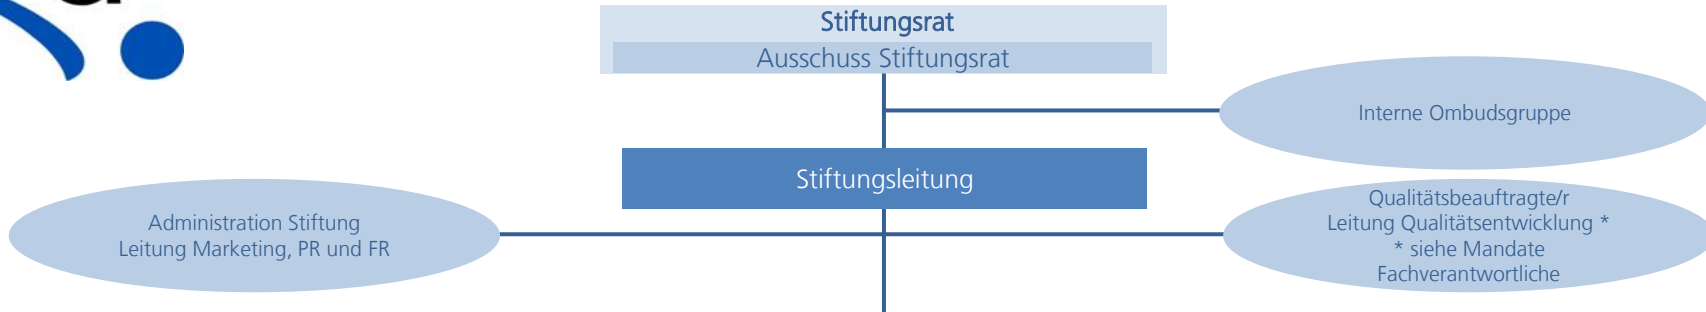 Stiftungsrat
Ausschuss Stiftungsrat
Interne Ombudsgruppe
Stiftungsleitung
Administration Stiftung
Leitung Marketing, PR und FR
Qualitätsbeauftragte/r
Leitung Qualitätsentwicklung *
* siehe Mandate
Fachverantwortliche